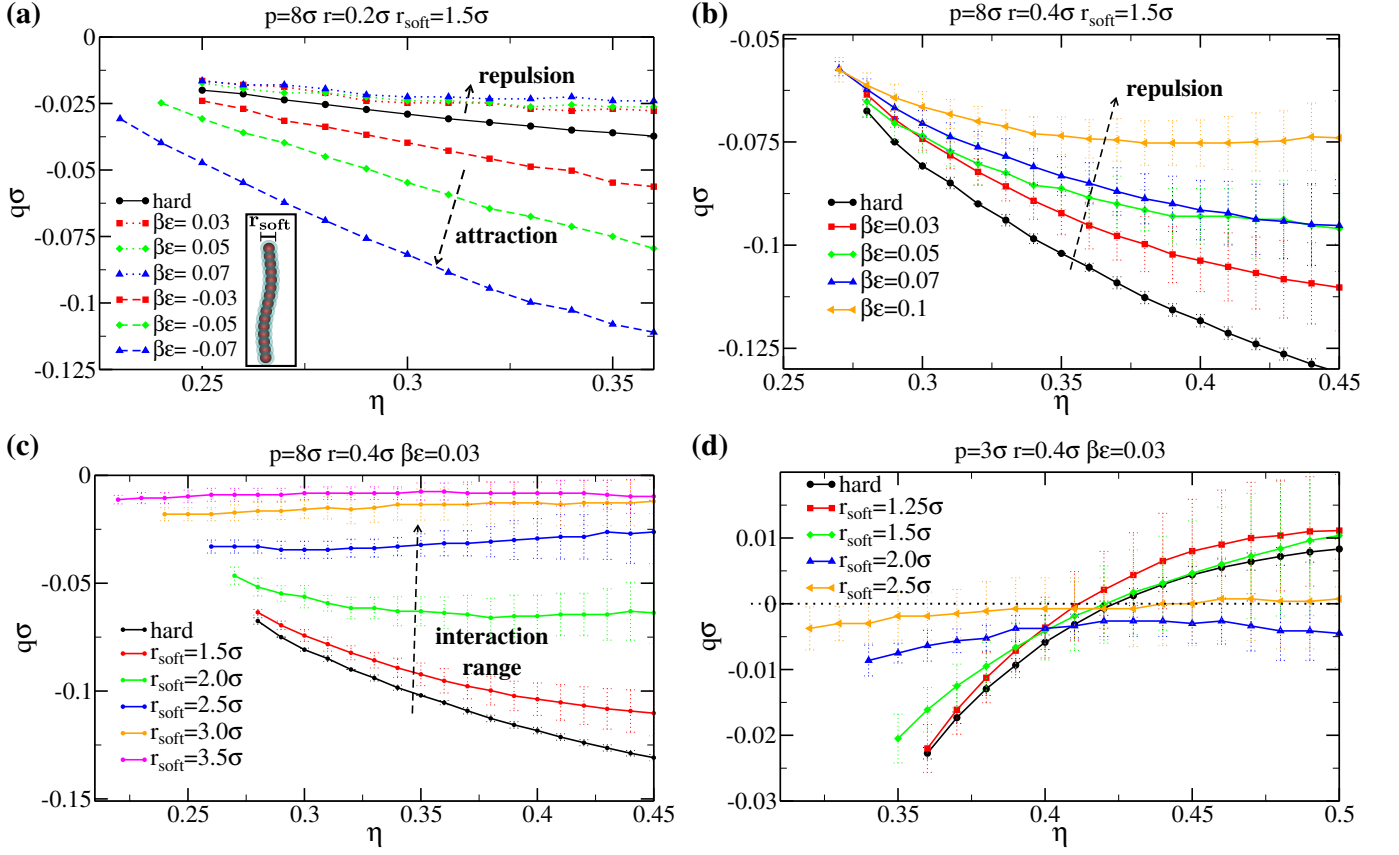 (a)
p=8σ r=0.2σ r_soft=1.5σ
0
-0.025
-0.05
-0.075
-0.1
-0.125
qσ
repulsion
attraction
hard
βε= 0.03
βε= 0.05
βε= 0.07
βε= -0.03
βε= -0.05
βε= -0.07
r_soft
0.25
0.3
0.35
η
(b)
p=8σ r=0.4σ r_soft=1.5σ
-0.05
-0.075
-0.1
-0.125
qσ
repulsion
hard
βε=0.03
βε=0.05
βε=0.07
βε=0.1
0.25
0.3
0.35
0.4
0.45
η
(c)
p=8σ r=0.4σ βε=0.03
0
-0.05
-0.1
-0.15
qσ
interaction
range
hard
r_soft=1.5σ
r_soft=2.0σ
r_soft=2.5σ
r_soft=3.0σ
r_soft=3.5σ
0.25
0.3
0.35
0.4
0.45
η
(d)
p=3σ r=0.4σ βε=0.03
hard
r_soft=1.25σ
r_soft=1.5σ
r_soft=2.0σ
r_soft=2.5σ
0.01
0
-0.01
-0.02
-0.03
qσ
0.35
0.4
0.45
0.5
η